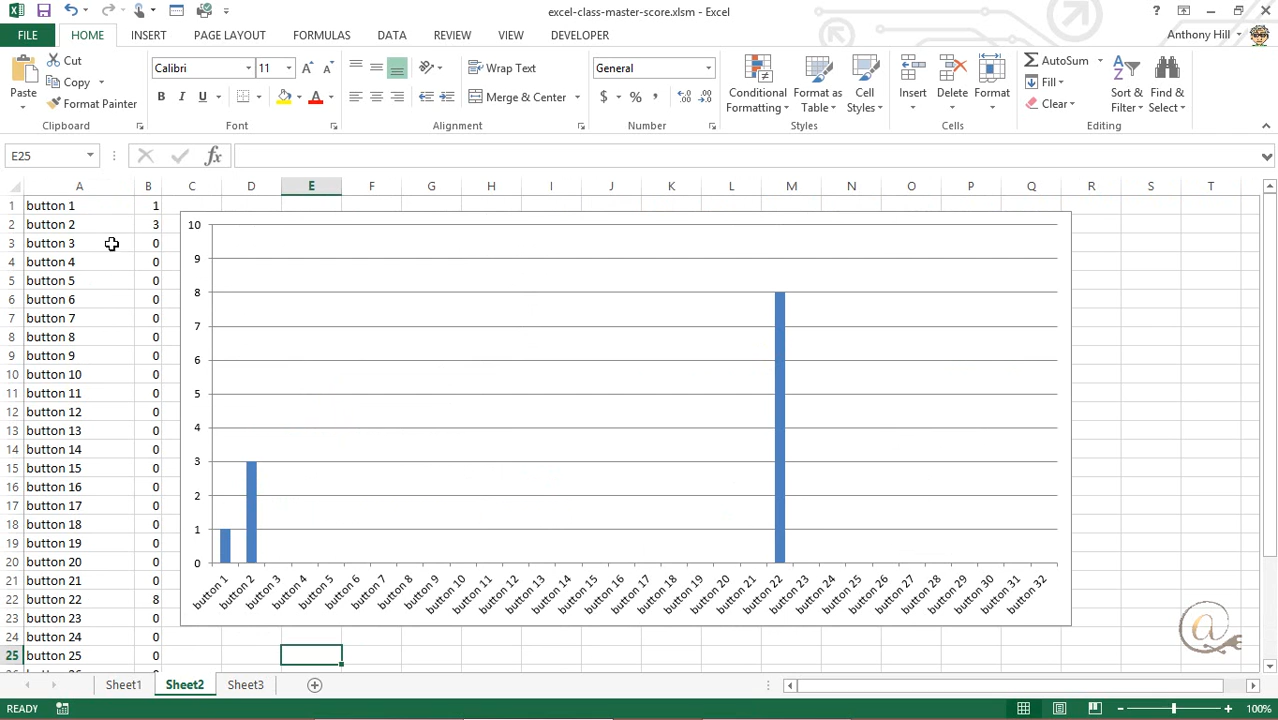 excel-class-master-score.xlsm - Excel
FILE HOME INSERT PAGE LAYOUT FORMULAS DATA REVIEW VIEW DEVELOPER Anthony Hill
Paste
Cut
Copy
Format Painter
Clipboard
Calibri 11
B I U A
Font
Wrap Text
Merge & Center
Alignment
General
$ % ,
Number
Conditional Formatting
Format as Table
Cell Styles
Styles
Insert
Delete
Format
Cells
AutoSum
Fill
Clear
Sort & Filter
Find & Select
Editing
E25 fx
A B C D E F G H I J K L M N O P Q R S T
1 button 1 1
2 button 2 3
3 button 3 0
4 button 4 0
5 button 5 0
6 button 6 0
7 button 7 0
8 button 8 0
9 button 9 0
10 button 10 0
11 button 11 0
12 button 12 0
13 button 13 0
14 button 14 0
15 button 15 0
16 button 16 0
17 button 17 0
18 button 18 0
19 button 19 0
20 button 20 0
21 button 21 0
22 button 22 8
23 button 23 0
24 button 24 0
25 button 25 0
10
9
8
7
6
5
4
3
2
1
0
button 1 button 2 button 3 button 4 button 5 button 6 button 7 button 8 button 9 button 10 button 11 button 12 button 13 button 14 button 15 button 16 button 17 button 18 button 19 button 20 button 21 button 22 button 23 button 24 button 25 button 26 button 27 button 28 button 29 button 30 button 31 button 32
@
Sheet1 Sheet2 Sheet3
READY 100%